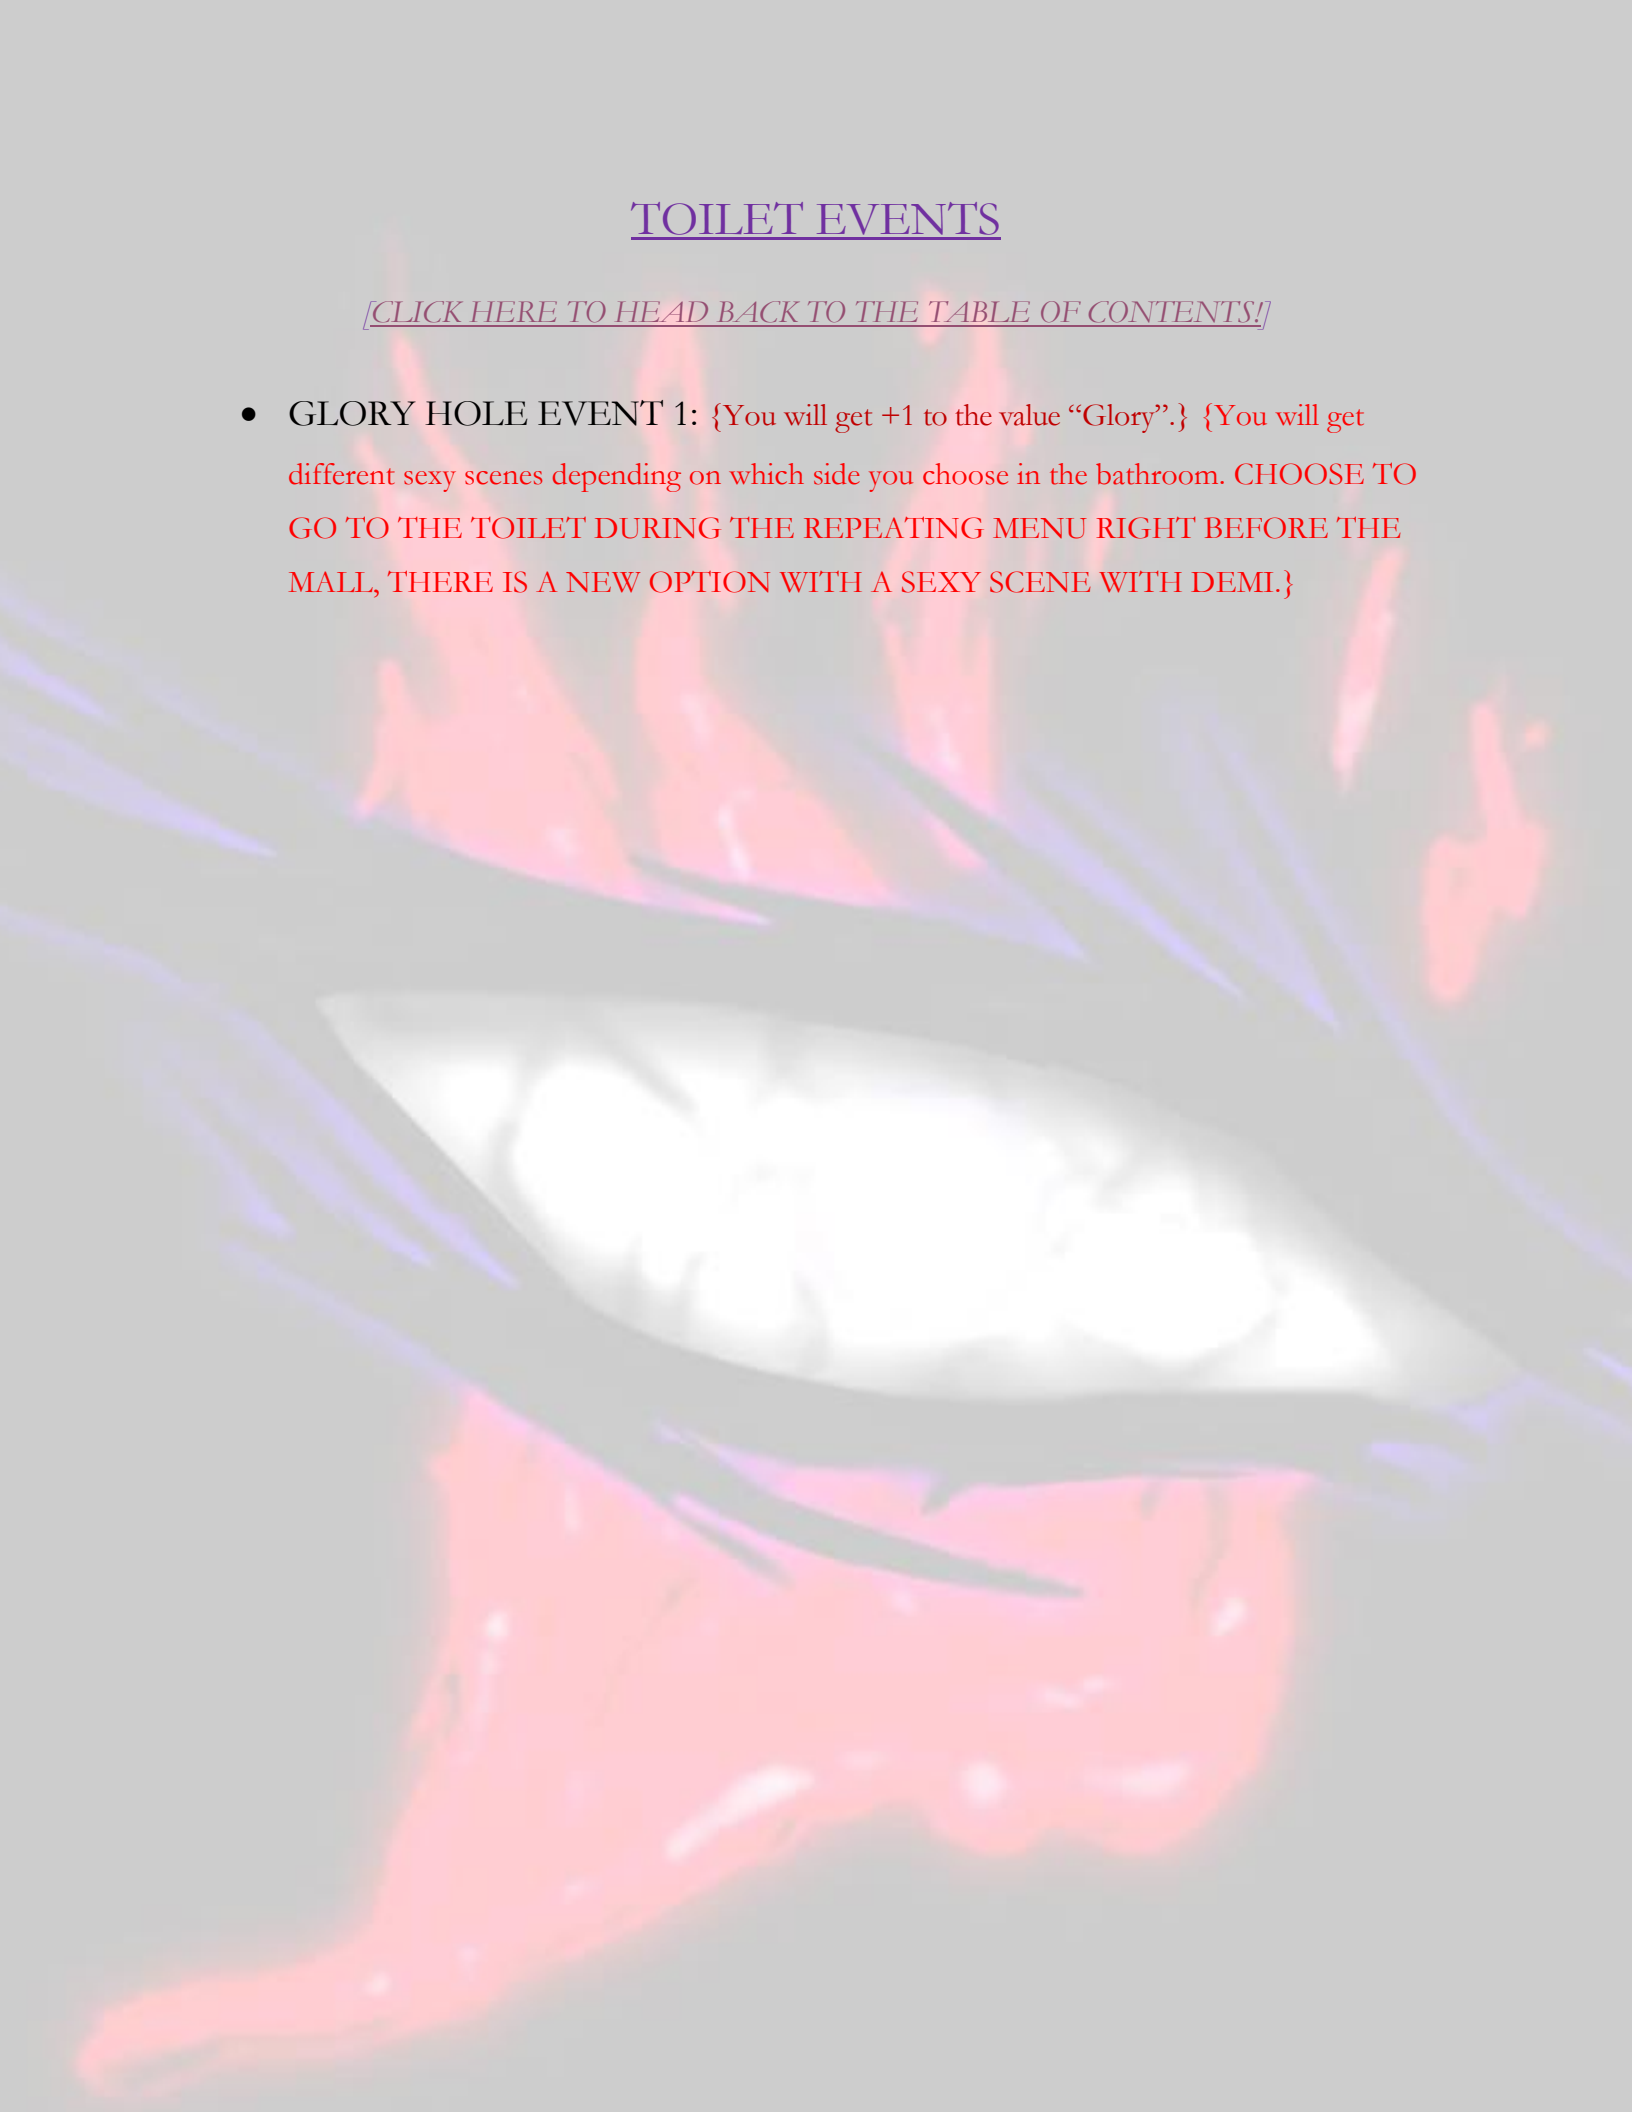 TOILET EVENTS
[CLICK HERE TO HEAD BACK TO THE TABLE OF CONTENTS!]
• GLORY HOLE EVENT 1: {You will get +1 to the value “Glory”.} {You will get
different sexy scenes depending on which side you choose in the bathroom. CHOOSE TO
GO TO THE TOILET DURING THE REPEATING MENU RIGHT BEFORE THE
MALL, THERE IS A NEW OPTION WITH A SEXY SCENE WITH DEMI.}